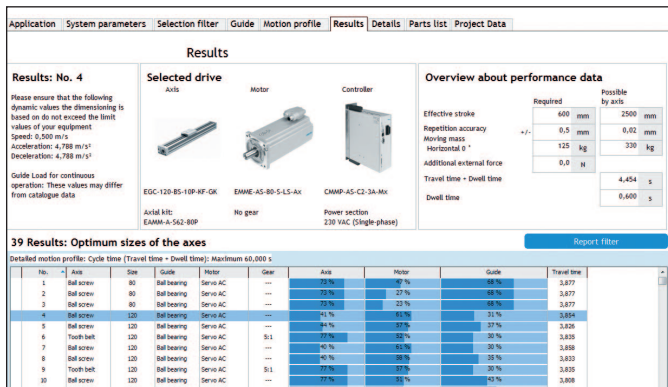 Application System parameters Selection filter Guide Motion profile Results Details Parts list Project Data
Results
Results: No. 4
Please ensure that the following
dynamic values the dimensioning is
based on do not exceed the limit
values of your equipment
Speed: 0,500 m/s
Acceleration: 4,788 m/s²
Deceleration: 4,788 m/s²
Guide Load for continuous
operation: These values may differ
from catalogue data
Selected drive
Axis Motor Controller
EGC-120-BS-10P-KF-GK EMME-AS-80-S-LS-Ax CMMP-AS-C2-3A-Mx
Axial kit: No gear Power section
EAMM-A-S62-80P 230 VAC (Single-phase)
Overview about performance data
Required Possible by axis
Effective stroke 600 mm 2500 mm
Repetition accuracy +/- 0,5 mm 0,02 mm
Moving mass
Horizontal 0 ° 125 kg 330 kg
Additional external force 0,0 N
Travel time + Dwell time 4,454 s
Dwell time 0,600 s
39 Results: Optimum sizes of the axes
Report filter
Detailed motion profile: Cycle time (Travel time + Dwell time): Maximum 60,000 s
No. Axis Size Guide Motor Gear Axis Motor Guide Travel time
1 Ball screw 80 Ball bearing Servo AC --- 73 % 47 % 68 % 3,877
2 Ball screw 80 Ball bearing Servo AC --- 73 % 27 % 68 % 3,877
3 Ball screw 80 Ball bearing Servo AC --- 73 % 23 % 68 % 3,877
4 Ball screw 120 Ball bearing Servo AC --- 41 % 61 % 31 % 3,854
5 Ball screw 120 Ball bearing Servo AC --- 44 % 57 % 37 % 3,826
6 Tooth belt 120 Ball bearing Servo AC 5:1 77 % 52 % 30 % 3,835
7 Ball screw 120 Ball bearing Servo AC --- 40 % 61 % 30 % 3,858
8 Ball screw 120 Ball bearing Servo AC --- 40 % 58 % 35 % 3,833
9 Tooth belt 120 Ball bearing Servo AC 5:1 77 % 57 % 30 % 3,835
10 Ball screw 120 Ball bearing Servo AC --- 77 % 51 % 43 % 3,808